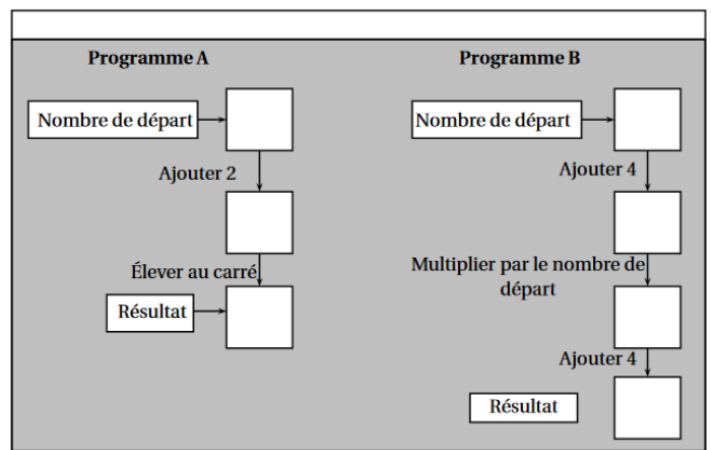 Programme A
Nombre de départ
Ajouter 2
Élever au carré
Résultat
Programme B
Nombre de départ
Ajouter 4
Multiplier par le nombre de
départ
Ajouter 4
Résultat